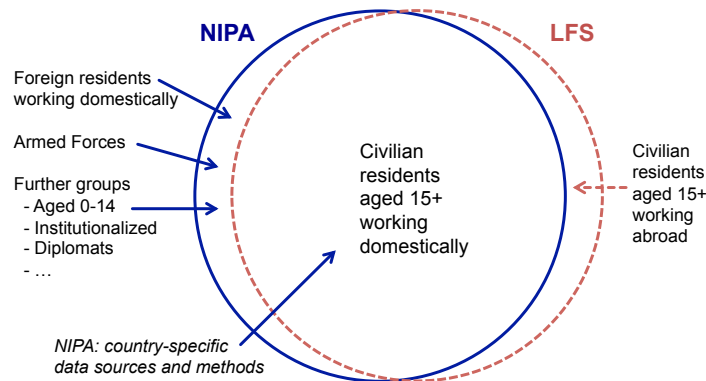 NIPA
LFS
Foreign residents
working domestically
Armed Forces
Further groups
- Aged 0-14
- Institutionalized
- Diplomats
- …
Civilian
residents
aged 15+
working
domestically
Civilian
residents
aged 15+
working
abroad
NIPA: country-specific
data sources and methods